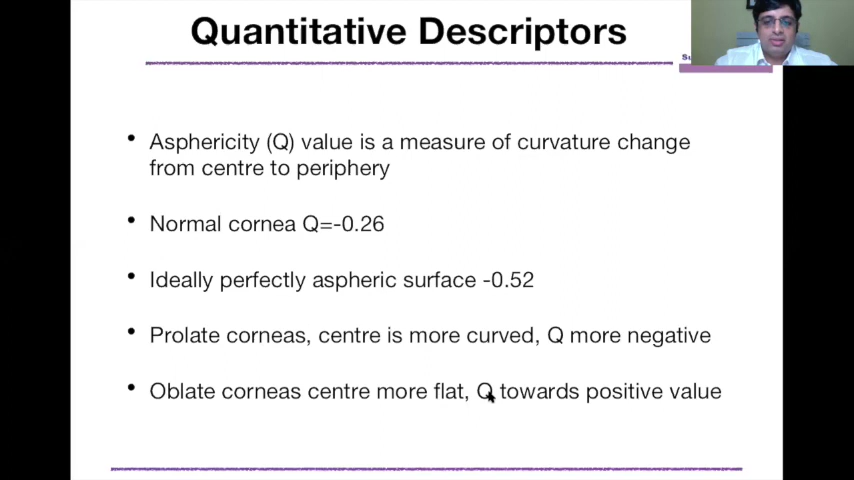 Quantitative Descriptors
• Asphericity (Q) value is a measure of curvature change
from centre to periphery
• Normal cornea Q=-0.26
• Ideally perfectly aspheric surface -0.52
• Prolate corneas, centre is more curved, Q more negative
• Oblate corneas centre more flat, Q towards positive value